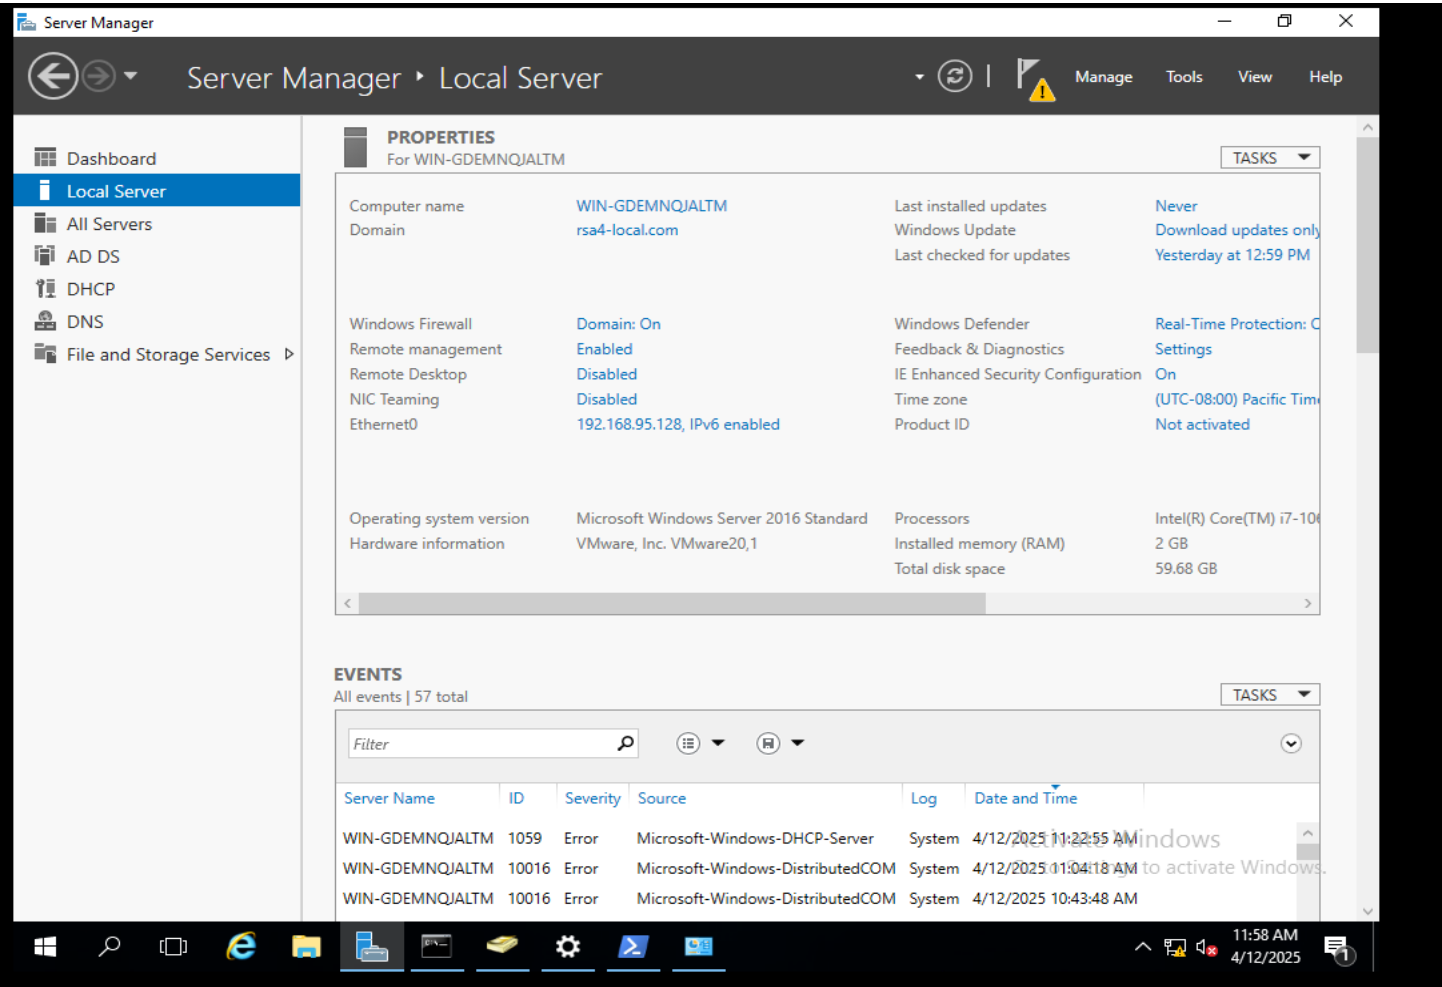 Server Manager
Server Manager ‣ Local Server
Manage Tools View Help
Dashboard
Local Server
All Servers
AD DS
DHCP
DNS
File and Storage Services
PROPERTIES
For WIN-GDEMNQJALTM
TASKS
Computer name WIN-GDEMNQJALTM Last installed updates Never
Domain rsa4-local.com Windows Update Download updates only
Last checked for updates Yesterday at 12:59 PM
Windows Firewall Domain: On Windows Defender Real-Time Protection:
Remote management Enabled Feedback & Diagnostics Settings
Remote Desktop Disabled IE Enhanced Security Configuration On
NIC Teaming Disabled Time zone (UTC-08:00) Pacific Tim
Ethernet0 192.168.95.128, IPv6 enabled Product ID Not activated
Operating system version Microsoft Windows Server 2016 Standard Processors Intel(R) Core(TM) i7-10
Hardware information VMware, Inc. VMware20,1 Installed memory (RAM) 2 GB
Total disk space 59.68 GB
EVENTS
All events | 57 total
TASKS
Filter
Server Name ID Severity Source Log Date and Time
WIN-GDEMNQJALTM 1059 Error Microsoft-Windows-DHCP-Server System 4/12/2025 11:22:55 AM
WIN-GDEMNQJALTM 10016 Error Microsoft-Windows-DistributedCOM System 4/12/2025 11:04:18 AM
WIN-GDEMNQJALTM 10016 Error Microsoft-Windows-DistributedCOM System 4/12/2025 10:43:48 AM
Activate Windows
Go to Settings to activate Windows.
11:58 AM
4/12/2025
1